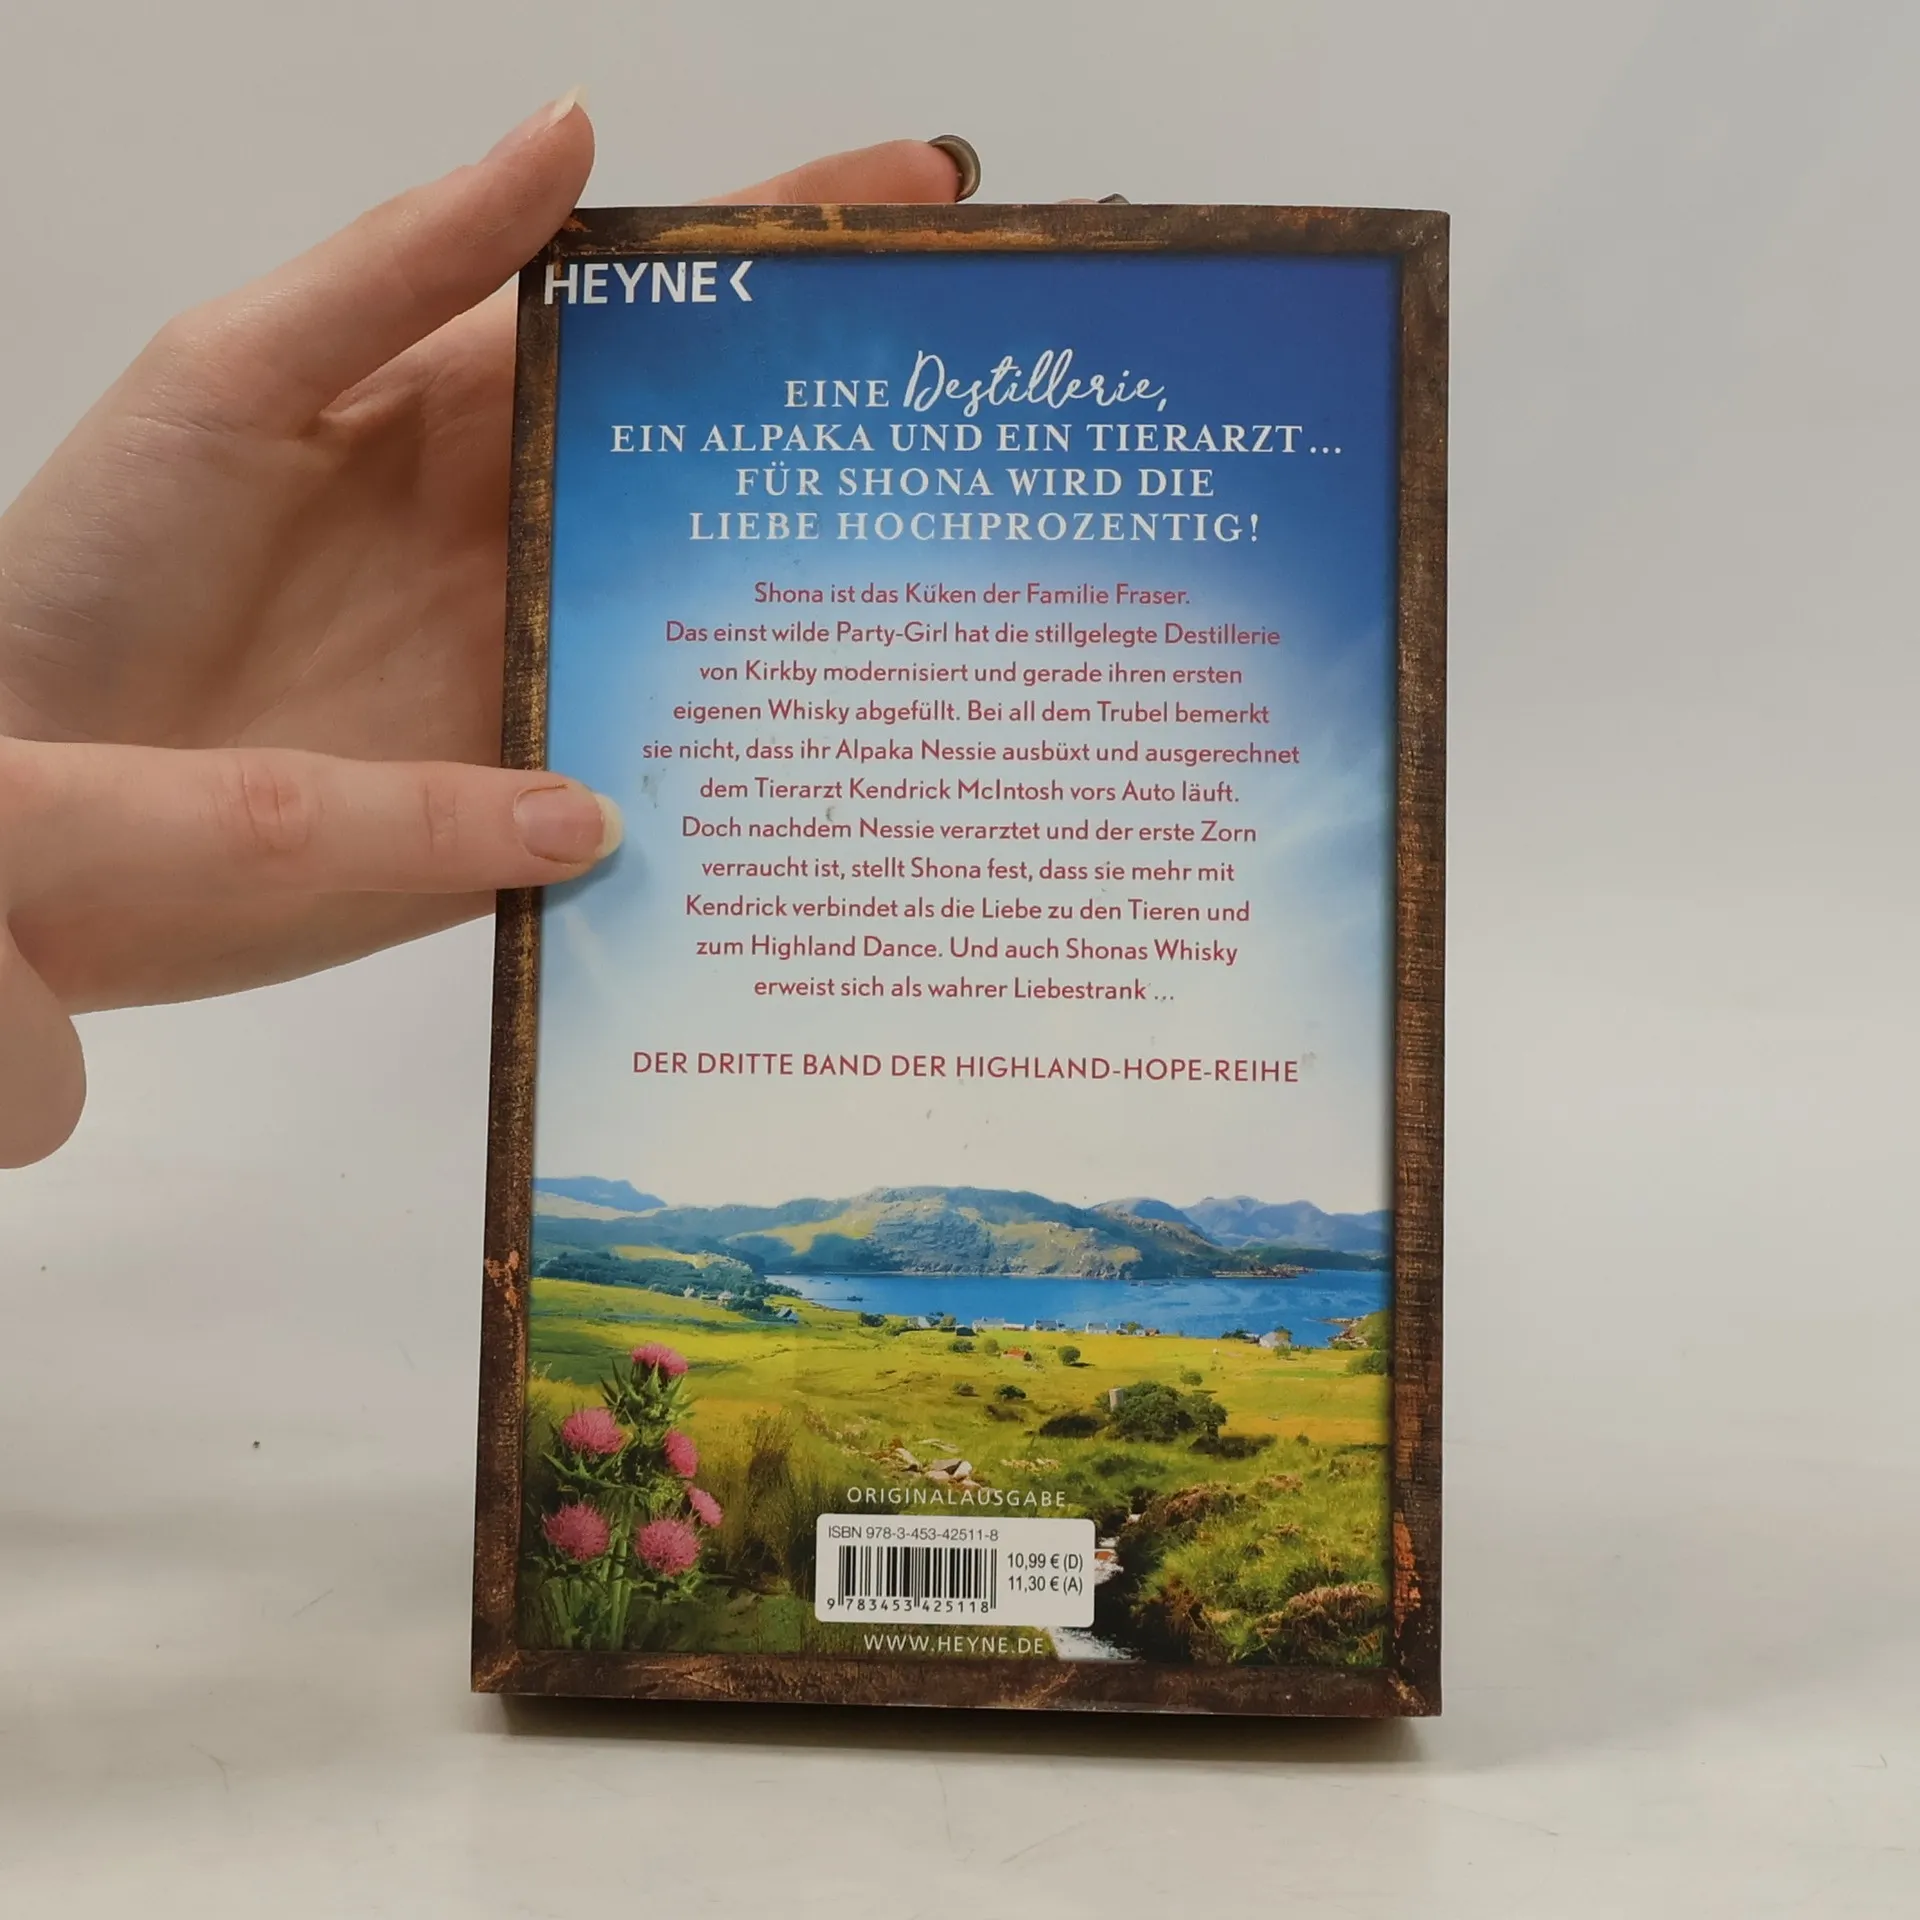 HEYNE<
EINE Destillerie,
EIN ALPAKA UND EIN TIERARZT...
FÜR SHONA WIRD DIE
LIEBE HOCHPROZENTIG!
Shona ist das Küken der Familie Fraser.
Das einst wilde Party-Girl hat die stillgelegte Destillerie
von Kirkby modernisiert und gerade ihren ersten
eigenen Whisky abgefüllt. Bei all dem Trubel bemerkt
sie nicht, dass ihr Alpaka Nessie ausbüxt und ausgerechnet
dem Tierarzt Kendrick McIntosh vors Auto läuft.
Doch nachdem Nessie verarztet und der erste Zorn
verraucht ist, stellt Shona fest, dass sie mehr mit
Kendrick verbindet als die Liebe zu den Tieren und
zum Highland Dance. Und auch Shonas Whisky
erweist sich als wahrer Liebestrank ...
DER DRITTE BAND DER HIGHLAND-HOPE-REIHE
ORIGINALAUSGABE
ISBN 978-3-453-42511-8
10,99 € (D)
11,30 € (A)
9 783453 425118
WWW.HEYNE.DE